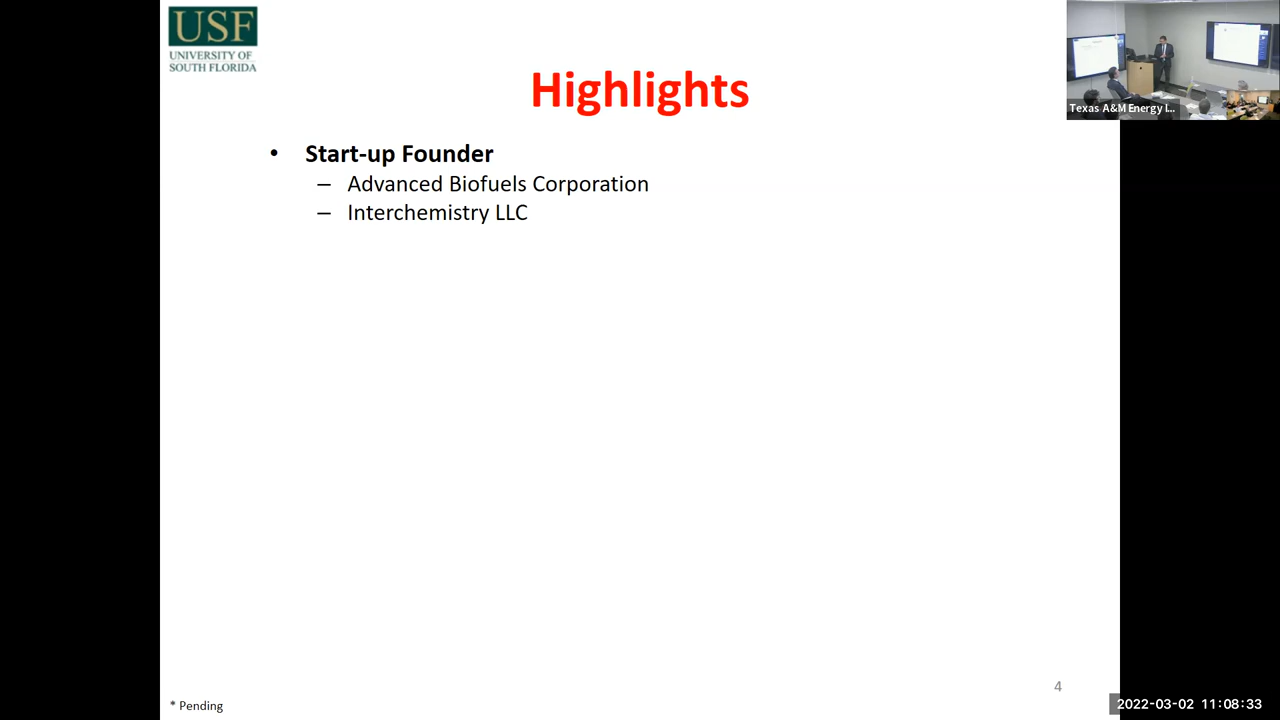 USF
UNIVERSITY OF
SOUTH FLORIDA
Texas A&M Energy I...
Highlights
• Start-up Founder
– Advanced Biofuels Corporation
– Interchemistry LLC
4
* Pending
2022-03-02 11:08:33